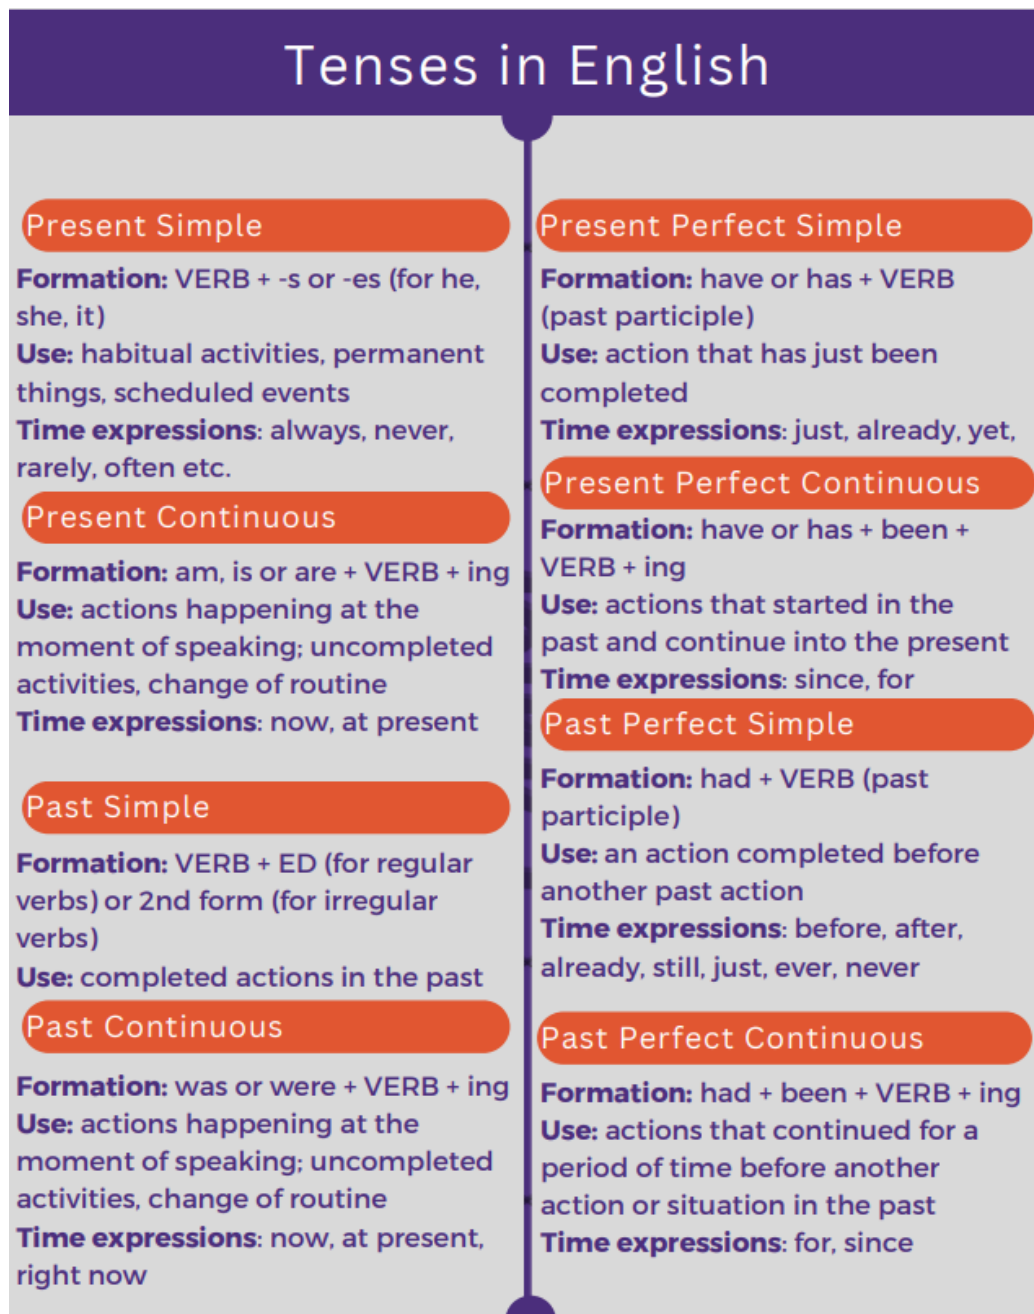 Tenses in English
Present Simple
Formation: VERB + -s or -es (for he,
she, it)
Use: habitual activities, permanent
things, scheduled events
Time expressions: always, never,
rarely, often etc.
Present Continuous
Formation: am, is or are + VERB + ing
Use: actions happening at the
moment of speaking; uncompleted
activities, change of routine
Time expressions: now, at present
Past Simple
Formation: VERB + ED (for regular
verbs) or 2nd form (for irregular
verbs)
Use: completed actions in the past
Past Continuous
Formation: was or were + VERB + ing
Use: actions happening at the
moment of speaking; uncompleted
activities, change of routine
Time expressions: now, at present,
right now
Present Perfect Simple
Formation: have or has + VERB
(past participle)
Use: action that has just been
completed
Time expressions: just, already, yet,
Present Perfect Continuous
Formation: have or has + been +
VERB + ing
Use: actions that started in the
past and continue into the present
Time expressions: since, for
Past Perfect Simple
Formation: had + VERB (past
participle)
Use: an action completed before
another past action
Time expressions: before, after,
already, still, just, ever, never
Past Perfect Continuous
Formation: had + been + VERB + ing
Use: actions that continued for a
period of time before another
action or situation in the past
Time expressions: for, since